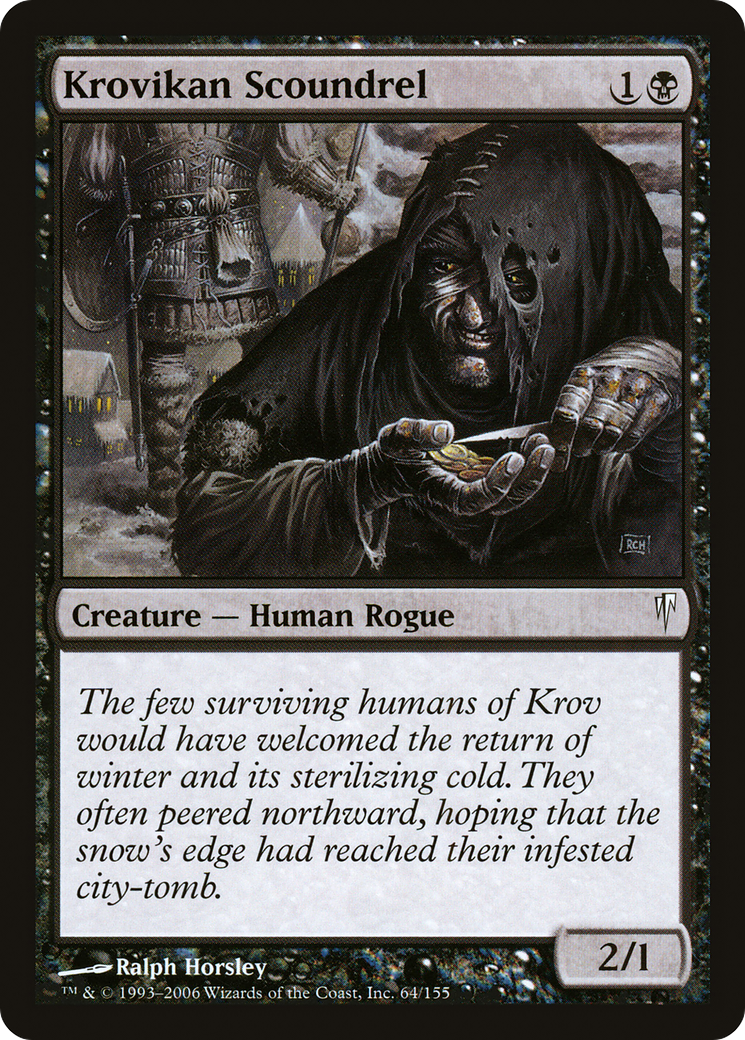 Krovikan Scoundrel 1
RCH
Creature — Human Rogue
The few surviving humans of Krov
would have welcomed the return of
winter and its sterilizing cold. They
often peered northward, hoping that the
snow's edge had reached their infested
city-tomb.
2/1
Ralph Horsley
™ & © 1993–2006 Wizards of the Coast, Inc. 64/155